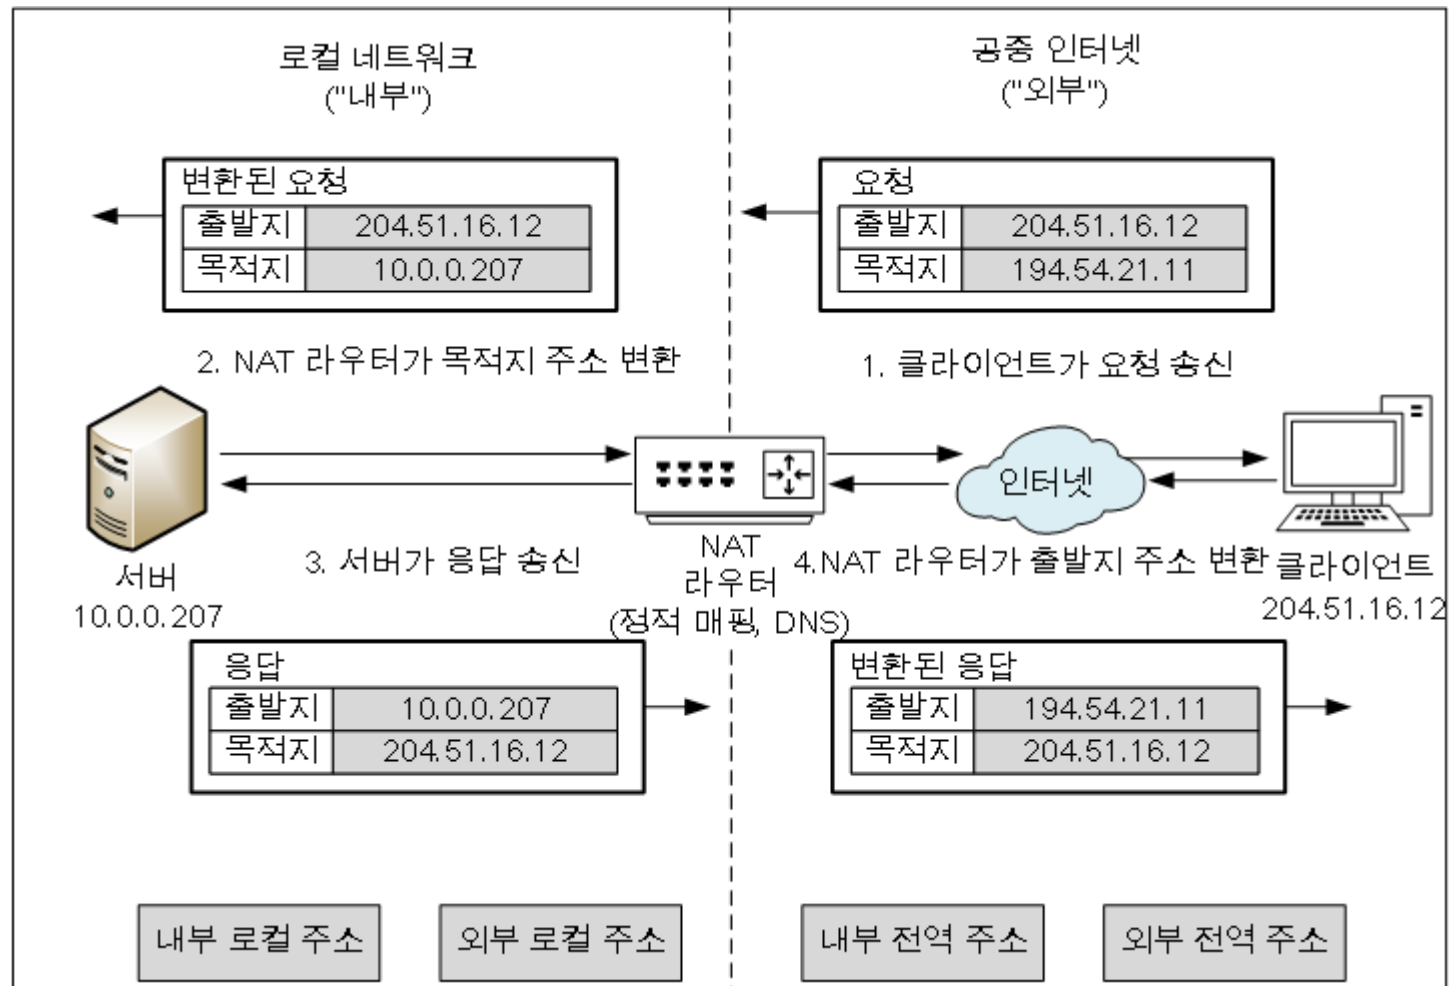 로컬 네트워크
("내부")
공중 인터넷
("외부")
변환된 요청
출발지 204.51.16.12
목적지 10.0.0.207
요청
출발지 204.51.16.12
목적지 194.54.21.11
2. NAT 라우터가 목적지 주소 변환
1. 클라이언트가 요청 송신
인터넷
3. 서버가 응답 송신
NAT
라우터
(정적 매핑, DNS)
4.NAT 라우터가 출발지 주소 변환
서버
10.0.0.207
클라이언트
204.51.16.12
응답
출발지 10.0.0.207
목적지 204.51.16.12
변환된 응답
출발지 194.54.21.11
목적지 204.51.16.12
내부 로컬 주소
외부 로컬 주소
내부 전역 주소
외부 전역 주소